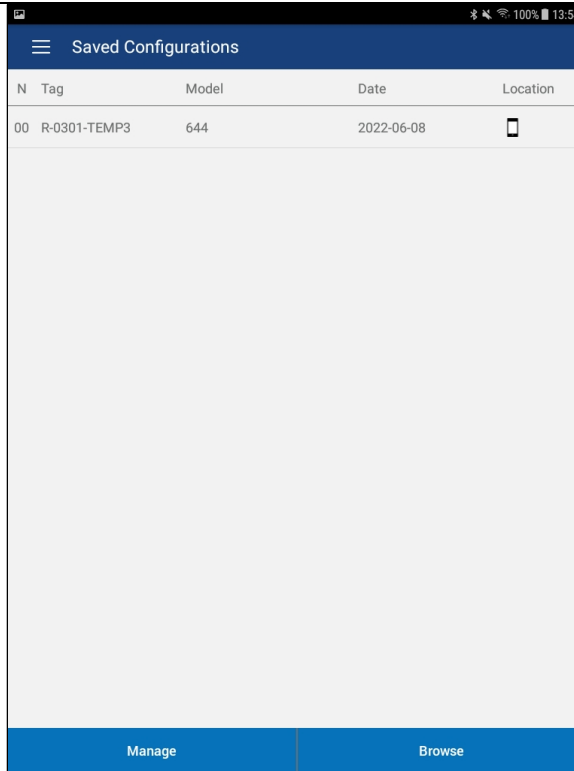 100% 13:5
Saved Configurations
N Tag Model Date Location
00 R-0301-TEMP3 644 2022-06-08
Manage Browse